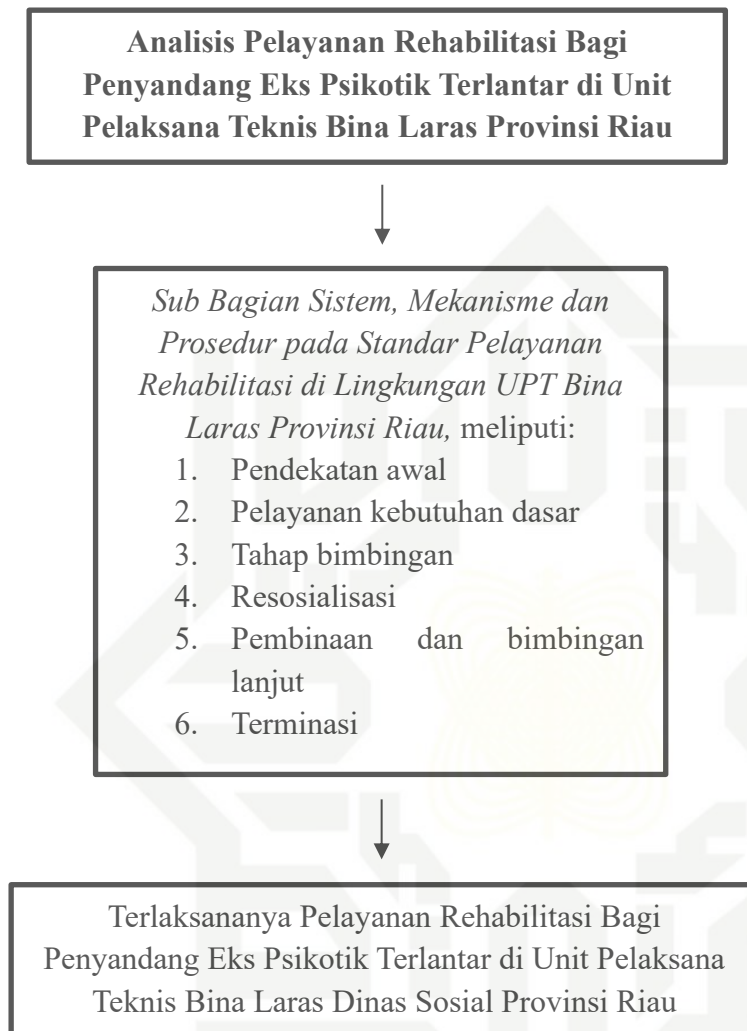 Analisis Pelayanan Rehabilitasi Bagi
Penyandang Eks Psikotik Terlantar di Unit
Pelaksana Teknis Bina Laras Provinsi Riau
Sub Bagian Sistem, Mekanisme dan
Prosedur pada Standar Pelayanan
Rehabilitasi di Lingkungan UPT Bina
Laras Provinsi Riau, meliputi:
1. Pendekatan awal
2. Pelayanan kebutuhan dasar
3. Tahap bimbingan
4. Resosialisasi
5. Pembinaan dan bimbingan
lanjut
6. Terminasi
Terlaksananya Pelayanan Rehabilitasi Bagi
Penyandang Eks Psikotik Terlantar di Unit Pelaksana
Teknis Bina Laras Dinas Sosial Provinsi Riau